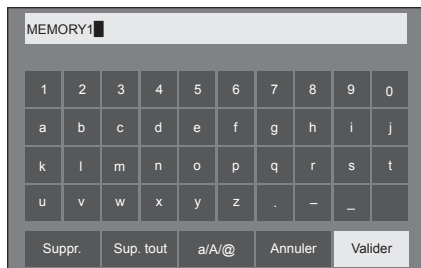 MEMORY1
1 2 3 4 5 6 7 8 9 0
a b c d e f g h i j
k l m n o p q r s t
u v w x y z . – _
Suppr. Sup. tout a/A/@ Annuler Valider